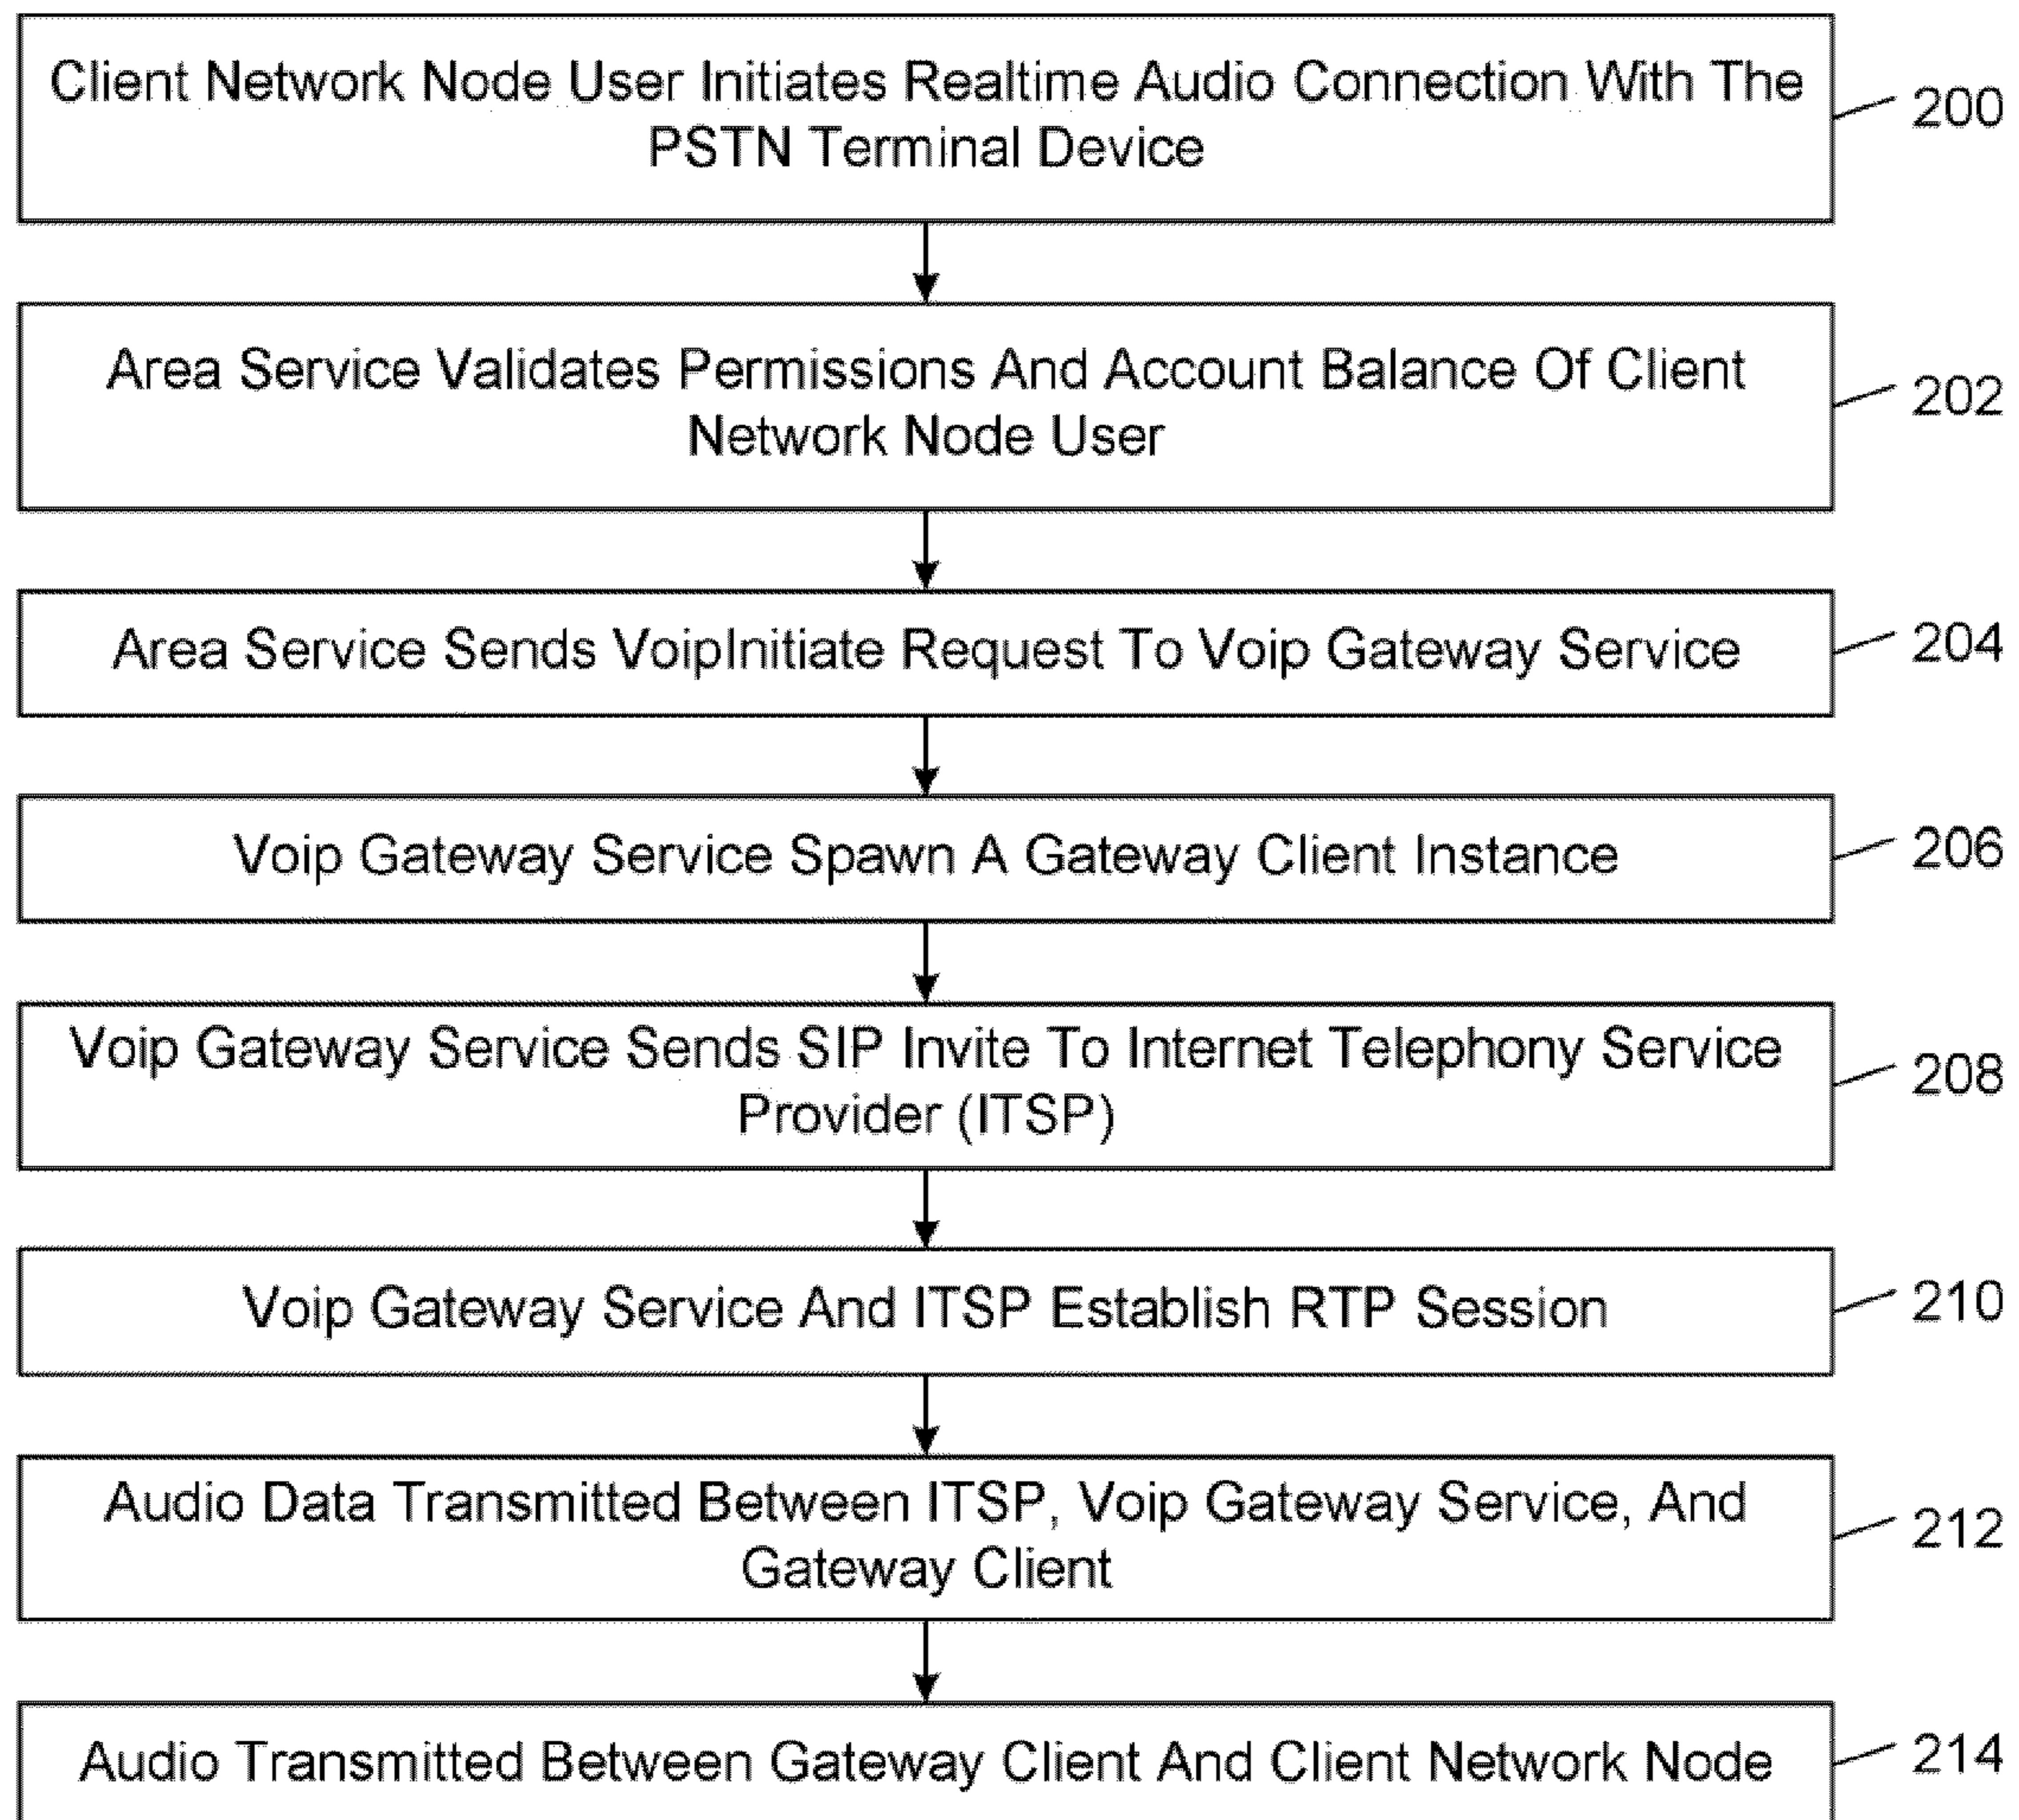 Client Network Node User Initiates Realtime Audio Connection With The
PSTN Terminal Device
200
Area Service Validates Permissions And Account Balance Of Client
Network Node User
202
Area Service Sends VoipInitiate Request To Voip Gateway Service
204
Voip Gateway Service Spawn A Gateway Client Instance
206
Voip Gateway Service Sends SIP Invite To Internet Telephony Service
Provider (ITSP)
208
Voip Gateway Service And ITSP Establish RTP Session
210
Audio Data Transmitted Between ITSP, Voip Gateway Service, And
Gateway Client
212
Audio Transmitted Between Gateway Client And Client Network Node
214